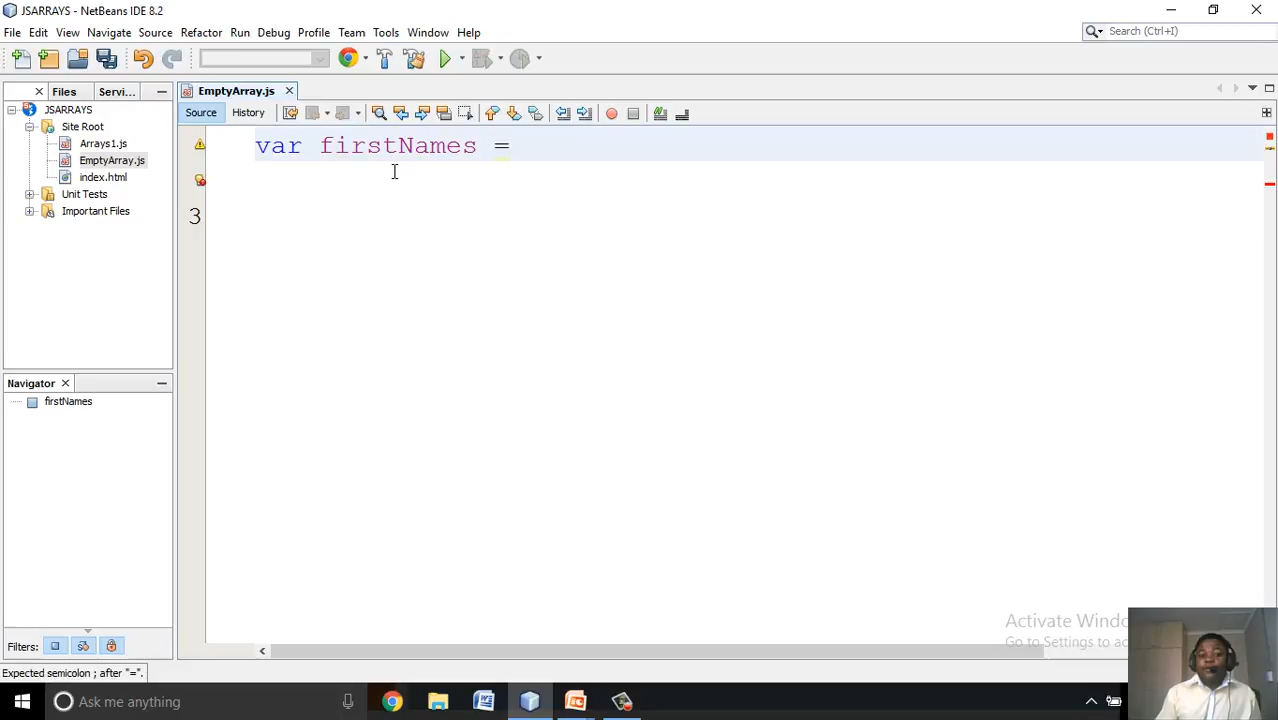 JSARRAYS - NetBeans IDE 8.2
File Edit View Navigate Source Refactor Run Debug Profile Team Tools Window Help
Search (Ctrl+I)
Files Servi...
EmptyArray.js
JSARRAYS
Source History
Site Root
Arrays1.js
EmptyArray.js
index.html
Unit Tests
Important Files
var firstNames =
3
Navigator
firstNames
Filters:
Expected semicolon ; after "=".
Activate Windo
Go to Settings to ac
Ask me anything